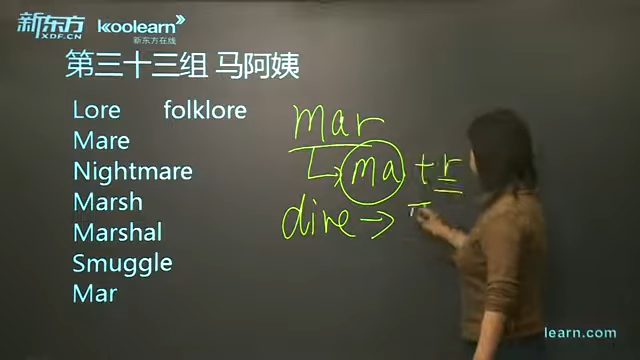 新东方 koolearn
XDF.CN 新东方在线
第三十三组 马阿姨
Lore folklore
Mare
Nightmare
Marsh
Marshal
Smuggle
Mar
mar
ma + r
dire →
learn.com